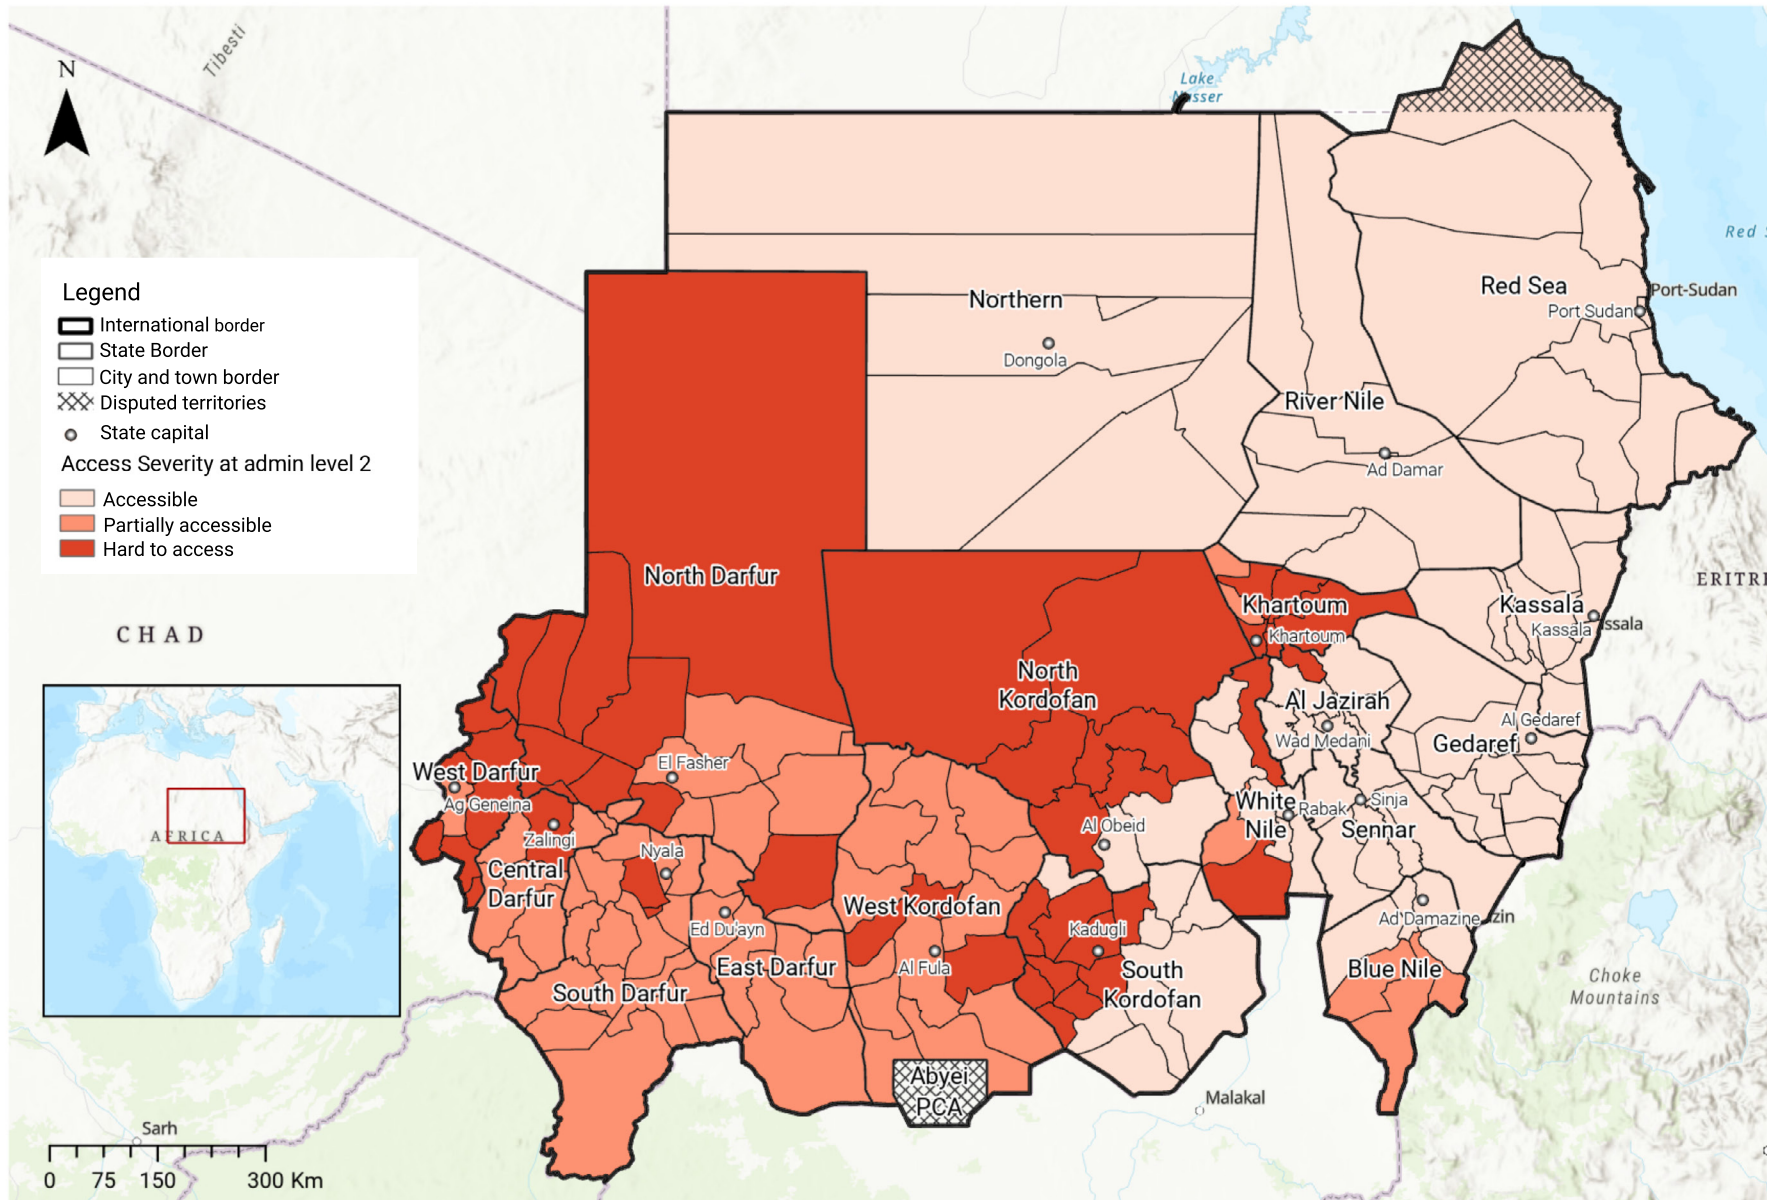 Tibesti
N
Lake
Nasser
Red
Legend
International border
State Border
City and town border
Disputed territories
State capital
Access Severity at admin level 2
Accessible
Partially accessible
Hard to access
Northern
Dongola
Red Sea
Port-Sudan
Port Sudan
River Nile
Ad Damar
CHAD
North Darfur
Khartoum
Khartoum
Kassala
Kassala
ssala
ERITR
North
Kordofan
Al Jazirah
Wad Medani
Al Gedaref
Gedaref
El Fasher
West Darfur
Ag Geneina
Zalingi
Nyala
Central
Darfur
Al Obeid
White
Nile
Rabak
Sinja
Sennar
West Kordofan
Ed Du'ayn
Al Fula
Kadugli
Ad Damazine
zin
East Darfur
South Darfur
South
Kordofan
Blue Nile
Choke
Mountains
AFRICA
Abyei
PCA
Malakal
Sarh
0 75 150 300 Km